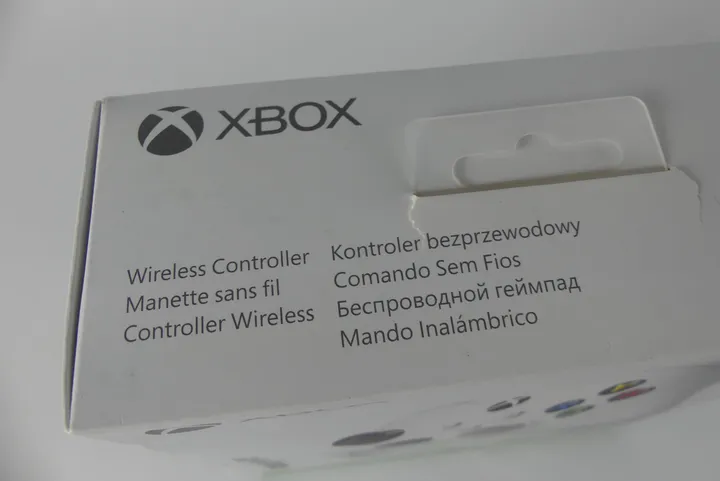 XBOX
Wireless Controller
Manette sans fil
Controller Wireless
Kontroler bezprzewodowy
Comando Sem Fios
Беспроводной геймпад
Mando Inalámbrico